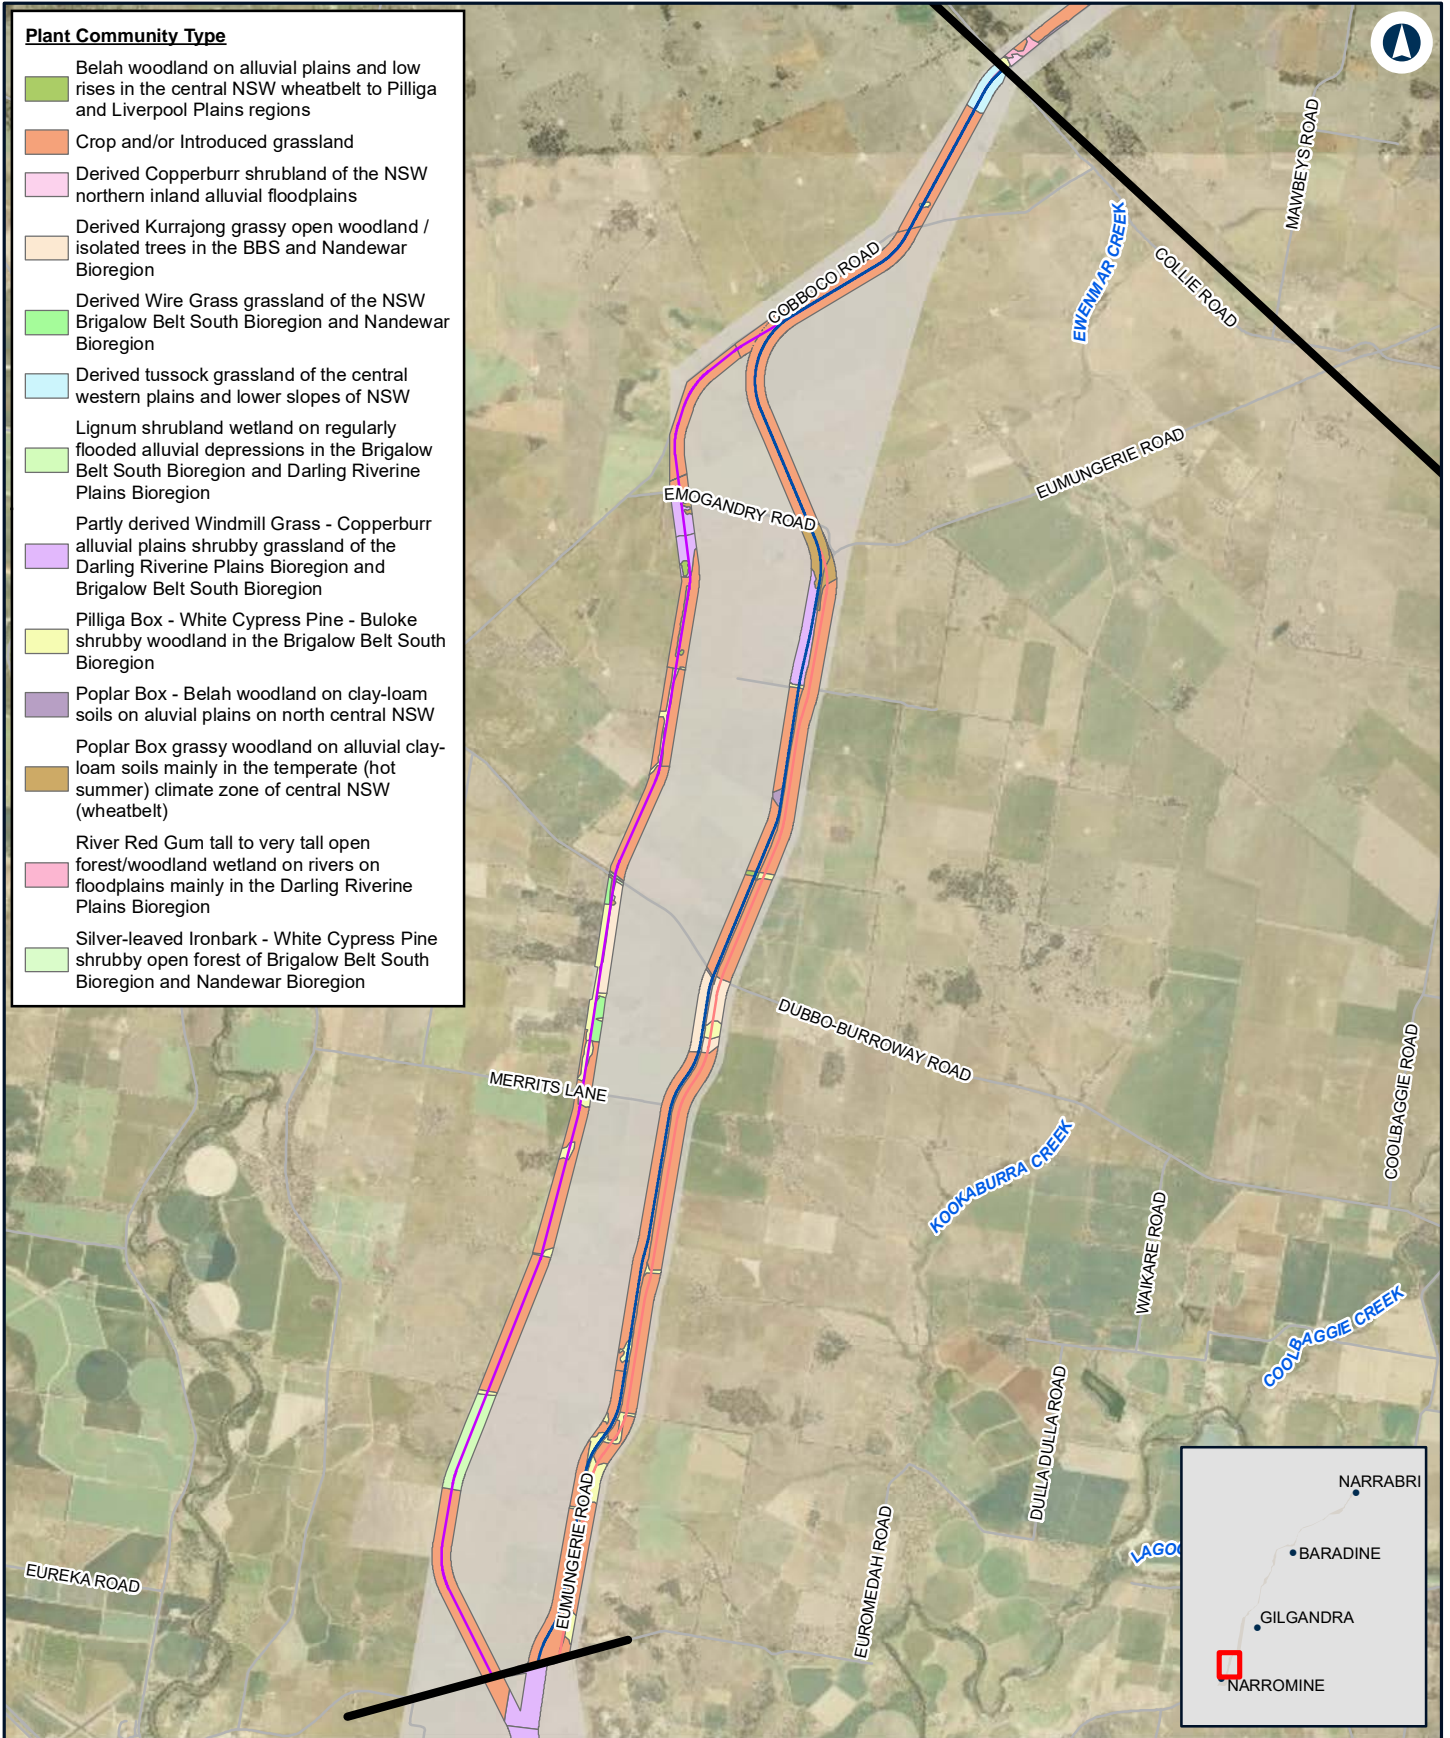 Plant Community Type
Belah woodland on alluvial plains and low
rises in the central NSW wheatbelt to Pilliga
and Liverpool Plains regions
Crop and/or Introduced grassland
Derived Copperburr shrubland of the NSW
northern inland alluvial floodplains
Derived Kurrajong grassy open woodland /
isolated trees in the BBS and Nandewar
Bioregion
Derived Wire Grass grassland of the NSW
Brigalow Belt South Bioregion and Nandewar
Bioregion
Derived tussock grassland of the central
western plains and lower slopes of NSW
Lignum shrubland wetland on regularly
flooded alluvial depressions in the Brigalow
Belt South Bioregion and Darling Riverine
Plains Bioregion
Partly derived Windmill Grass - Copperburr
alluvial plains shrubby grassland of the
Darling Riverine Plains Bioregion and
Brigalow Belt South Bioregion
Pilliga Box - White Cypress Pine - Buloke
shrubby woodland in the Brigalow Belt South
Bioregion
Poplar Box - Belah woodland on clay-loam
soils on aluvial plains on north central NSW
Poplar Box grassy woodland on alluvial clay-
loam soils mainly in the temperate (hot
summer) climate zone of central NSW
(wheatbelt)
River Red Gum tall to very tall open
forest/woodland wetland on rivers on
floodplains mainly in the Darling Riverine
Plains Bioregion
Silver-leaved Ironbark - White Cypress Pine
shrubby open forest of Brigalow Belt South
Bioregion and Nandewar Bioregion
MAWBEYS ROAD
EWENMAR CREEK
COLLIE ROAD
COBBOCO ROAD
EUMUNGERIE ROAD
EMOGANDRY ROAD
DUBBO-BURROWAY ROAD
MERRITS LANE
COOLBAGGIE ROAD
KOOKABURRA CREEK
WAIKARE ROAD
COOLBAGGIE CREEK
DULLA DULLA ROAD
EUMUNGERIE ROAD
EUROMEDAH ROAD
EUREKA ROAD
NARRABRI
BARADINE
GILGANDRA
NARROMINE